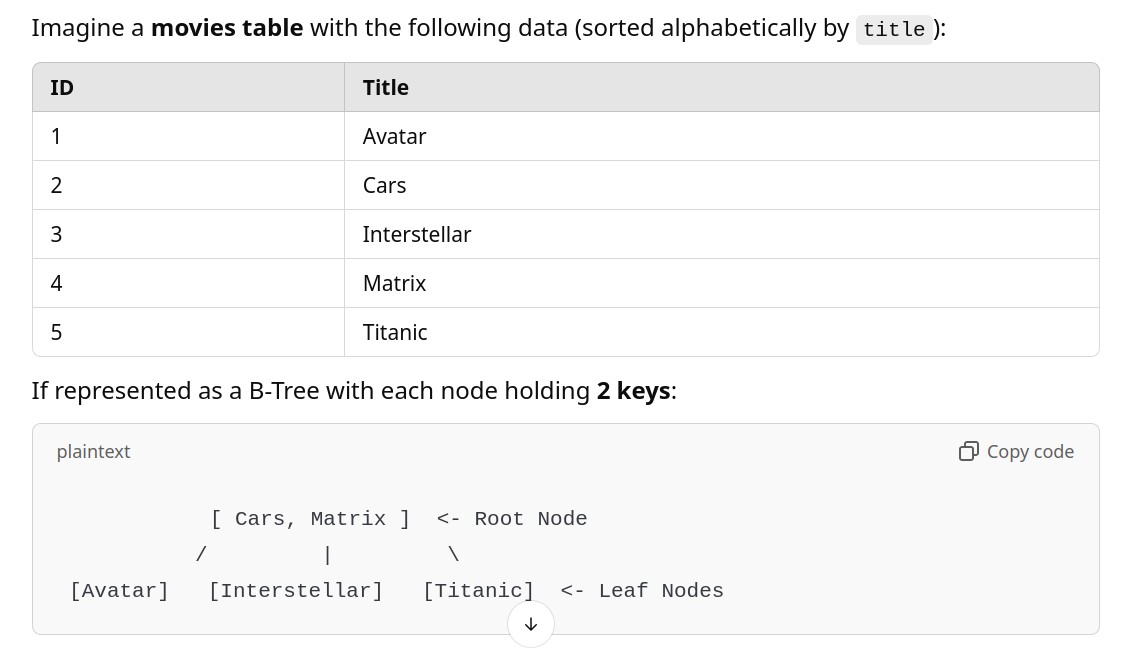 Imagine a movies table with the following data (sorted alphabetically by title):
ID Title
1 Avatar
2 Cars
3 Interstellar
4 Matrix
5 Titanic
If represented as a B-Tree with each node holding 2 keys:
plaintext Copy code
[ Cars, Matrix ] <- Root Node
/ | \
[Avatar] [Interstellar] [Titanic] <- Leaf Nodes